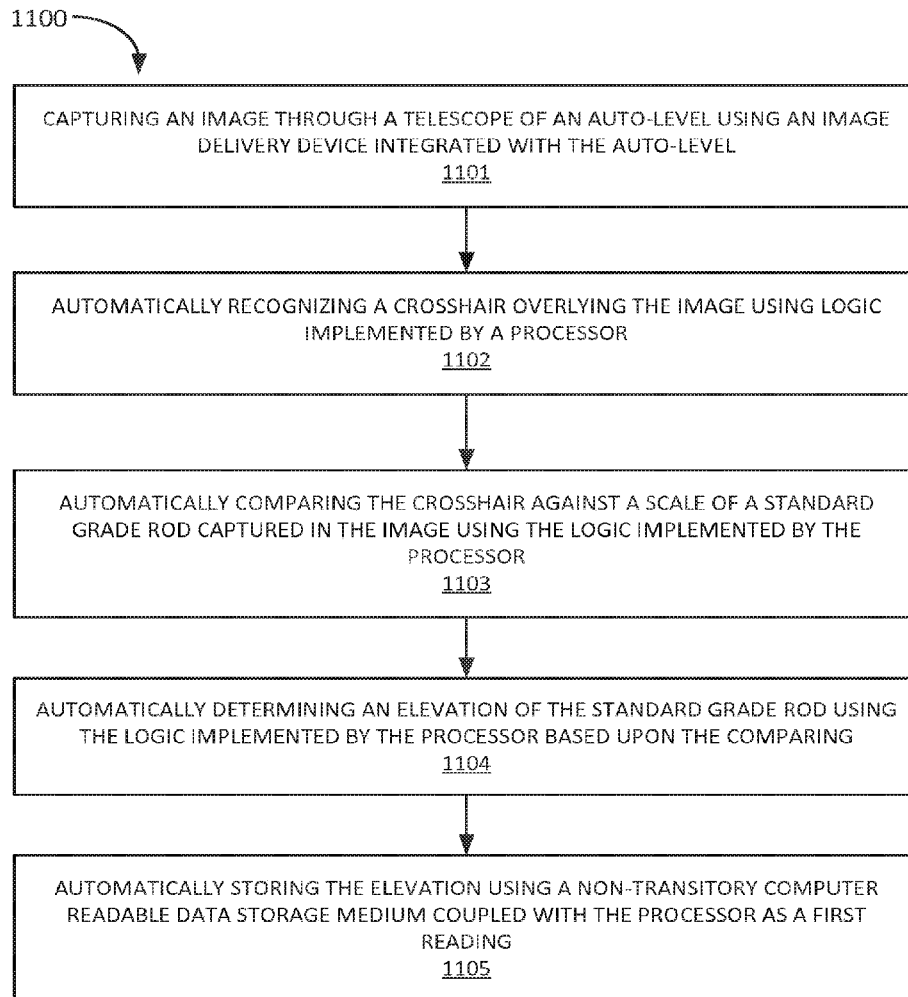 1100
CAPTURING AN IMAGE THROUGH A TELESCOPE OF AN AUTO-LEVEL USING AN IMAGE
DELIVERY DEVICE INTEGRATED WITH THE AUTO-LEVEL
1101
AUTOMATICALLY RECOGNIZING A CROSSHAIR OVERLYING THE IMAGE USING LOGIC
IMPLEMENTED BY A PROCESSOR
1102
AUTOMATICALLY COMPARING THE CROSSHAIR AGAINST A SCALE OF A STANDARD
GRADE ROD CAPTURED IN THE IMAGE USING THE LOGIC IMPLEMENTED BY THE
PROCESSOR
1103
AUTOMATICALLY DETERMINING AN ELEVATION OF THE STANDARD GRADE ROD USING
THE LOGIC IMPLEMENTED BY THE PROCESSOR BASED UPON THE COMPARING
1104
AUTOMATICALLY STORING THE ELEVATION USING A NON-TRANSITORY COMPUTER
READABLE DATA STORAGE MEDIUM COUPLED WITH THE PROCESSOR AS A FIRST
READING
1105